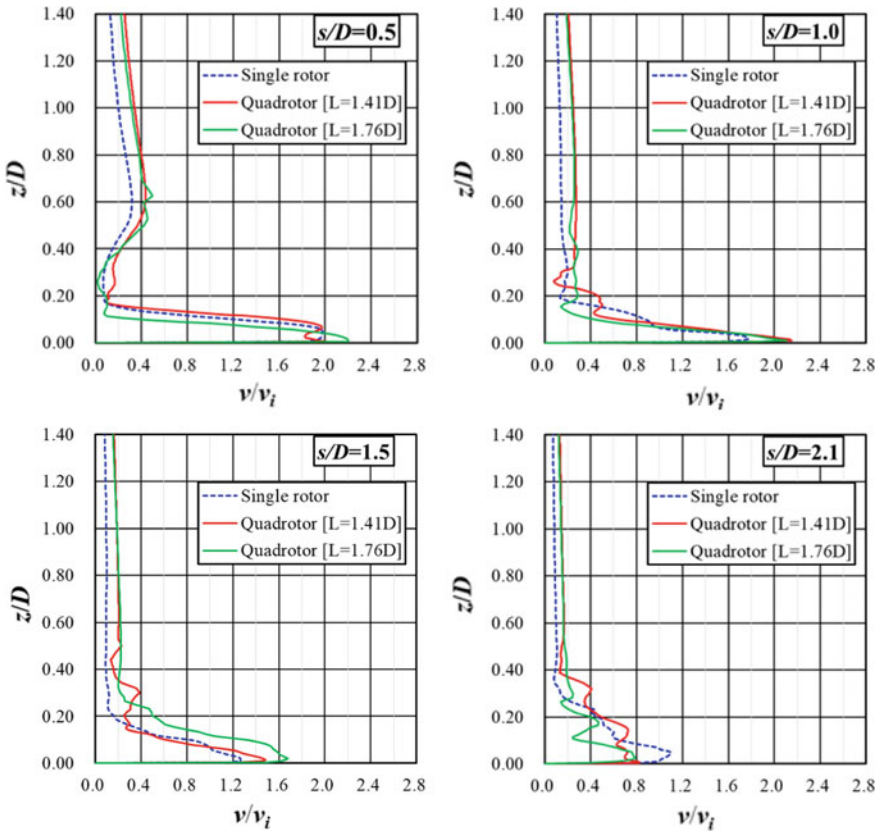 s/D=0.5
1.40
1.20
1.00
0.80
0.60
0.40
0.20
0.00
z/D
Single rotor
Quadrotor [L=1.41D]
Quadrotor [L=1.76D]
0.0 0.4 0.8 1.2 1.6 2.0 2.4 2.8
v/vi
s/D=1.0
1.40
1.20
1.00
0.80
0.60
0.40
0.20
0.00
z/D
Single rotor
Quadrotor [L=1.41D]
Quadrotor [L=1.76D]
0.0 0.4 0.8 1.2 1.6 2.0 2.4 2.8
v/vi
s/D=1.5
1.40
1.20
1.00
0.80
0.60
0.40
0.20
0.00
z/D
Single rotor
Quadrotor [L=1.41D]
Quadrotor [L=1.76D]
0.0 0.4 0.8 1.2 1.6 2.0 2.4 2.8
v/vi
s/D=2.1
1.40
1.20
1.00
0.80
0.60
0.40
0.20
0.00
z/D
Single rotor
Quadrotor [L=1.41D]
Quadrotor [L=1.76D]
0.0 0.4 0.8 1.2 1.6 2.0 2.4 2.8
v/vi